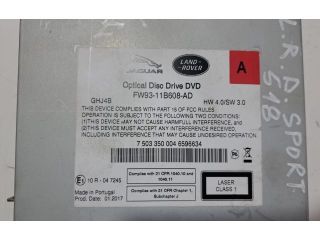 JAGUAR
LAND ROVER
A
Optical Disc Drive DVD
FW93-11B608-AD
GHJ4B
HW 4.0/SW 3.0
THIS DEVICE COMPLIES WITH PART 15 OF FCC RULES
OPERATION IS SUBJECT TO THE FOLLOWING TWO CONDITIONS
(1)THIS DEVICE MAY NOT CAUSE HARMFULL INTERFERENCE, AND
(2)THIS DEVICE MUST ACCEPT ANY INTERFERENCE RECEIVED,
INCLUDING INTERFERENCE THAT MAY CAUSE UNDESIRED OPERATION
7 503 350 004 6596634
10 R - 04 7245
Made in Portugal
Prod. 01.2017
Complies with 21 CFR 1040.10 and 1040.11
Complies with 21 CFR Chapter 1, Subchapter J
LASER
CLASS 1
L.R.D.SPORT
S18